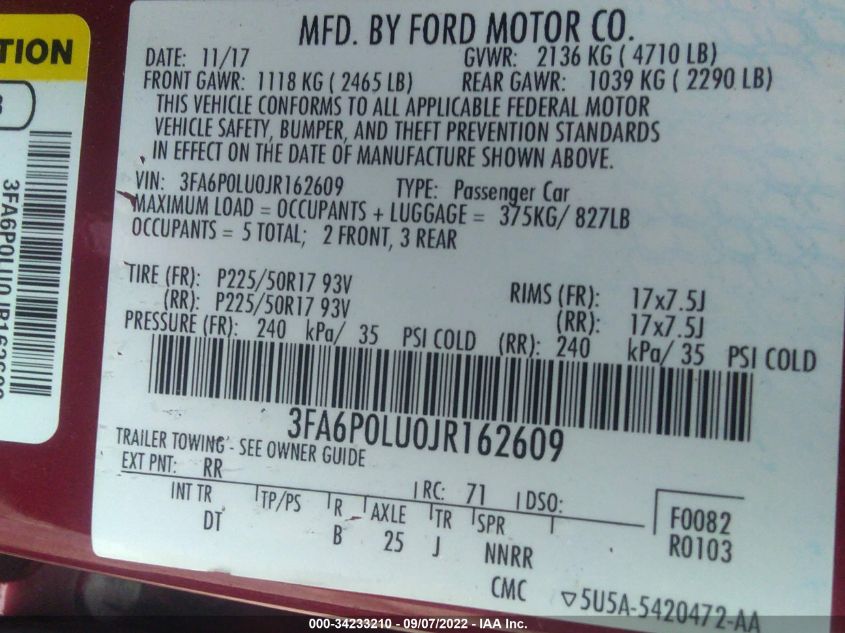 TION
3FA6P0LU0JR162609
MFD. BY FORD MOTOR CO.
DATE: 11/17 GVWR: 2136 KG ( 4710 LB)
FRONT GAWR: 1118 KG ( 2465 LB) REAR GAWR: 1039 KG ( 2290 LB)
THIS VEHICLE CONFORMS TO ALL APPLICABLE FEDERAL MOTOR
VEHICLE SAFETY, BUMPER, AND THEFT PREVENTION STANDARDS
IN EFFECT ON THE DATE OF MANUFACTURE SHOWN ABOVE.
VIN: 3FA6P0LU0JR162609 TYPE: Passenger Car
MAXIMUM LOAD = OCCUPANTS + LUGGAGE = 375KG/ 827LB
OCCUPANTS = 5 TOTAL; 2 FRONT, 3 REAR
TIRE (FR): P225/50R17 93V RIMS (FR): 17x7.5J
(RR): P225/50R17 93V (RR): 17x7.5J
PRESSURE (FR): 240 kPa/ 35 PSI COLD (RR): 240 kPa/ 35 PSI COLD
3FA6P0LU0JR162609
TRAILER TOWING - SEE OWNER GUIDE
EXT PNT: RR RC: 71 DSO:
INT TR TP/PS R AXLE TR SPR F0082
DT B 25 J NNRR R0103
CMC ▽5U5A-5420472-AA
000-34233210 - 09/07/2022 - IAA Inc.